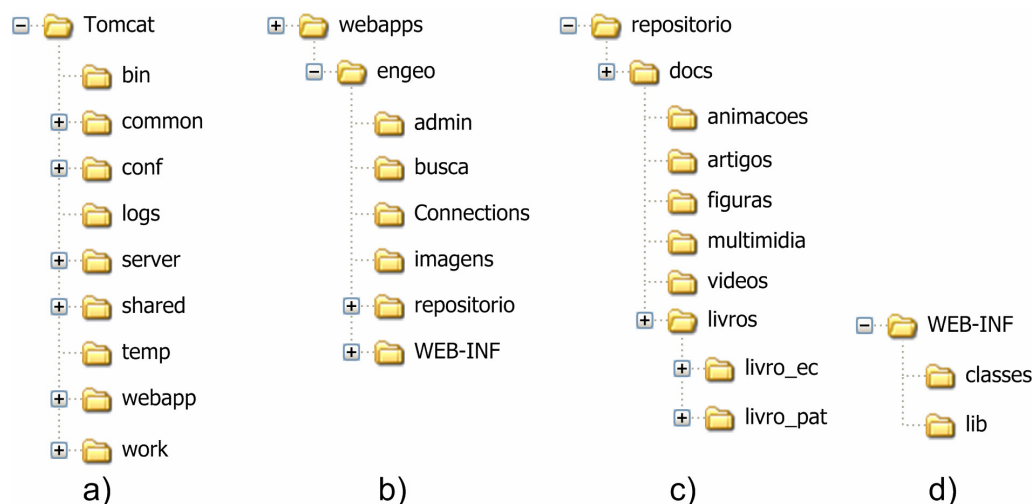 Tomcat
bin
common
conf
logs
server
shared
temp
webapp
work
a)
webapps
engeo
admin
busca
Connections
imagens
repositorio
WEB-INF
b)
repositorio
docs
animacoes
artigos
figuras
multimidia
videos
livros
livro_ec
livro_pat
c)
WEB-INF
classes
lib
d)